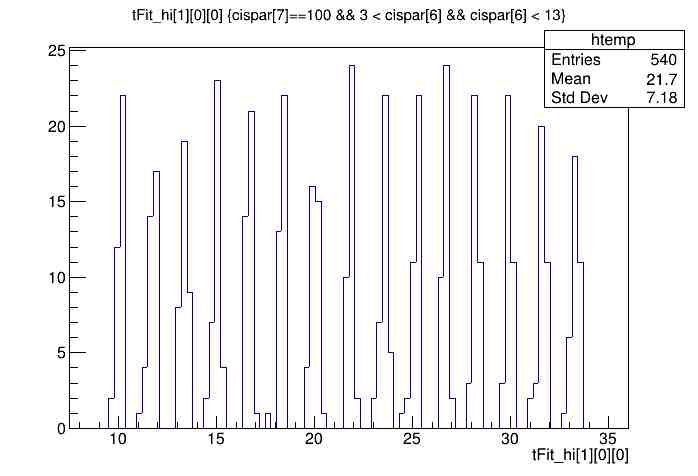 tFit_hi[1][0][0] {cispar[7]==100 && 3 < cispar[6] && cispar[6] < 13}
htemp
Entries 540
Mean 21.7
Std Dev 7.18
25
20
15
10
5
0
10 15 20 25 30 35
tFit_hi[1][0][0]